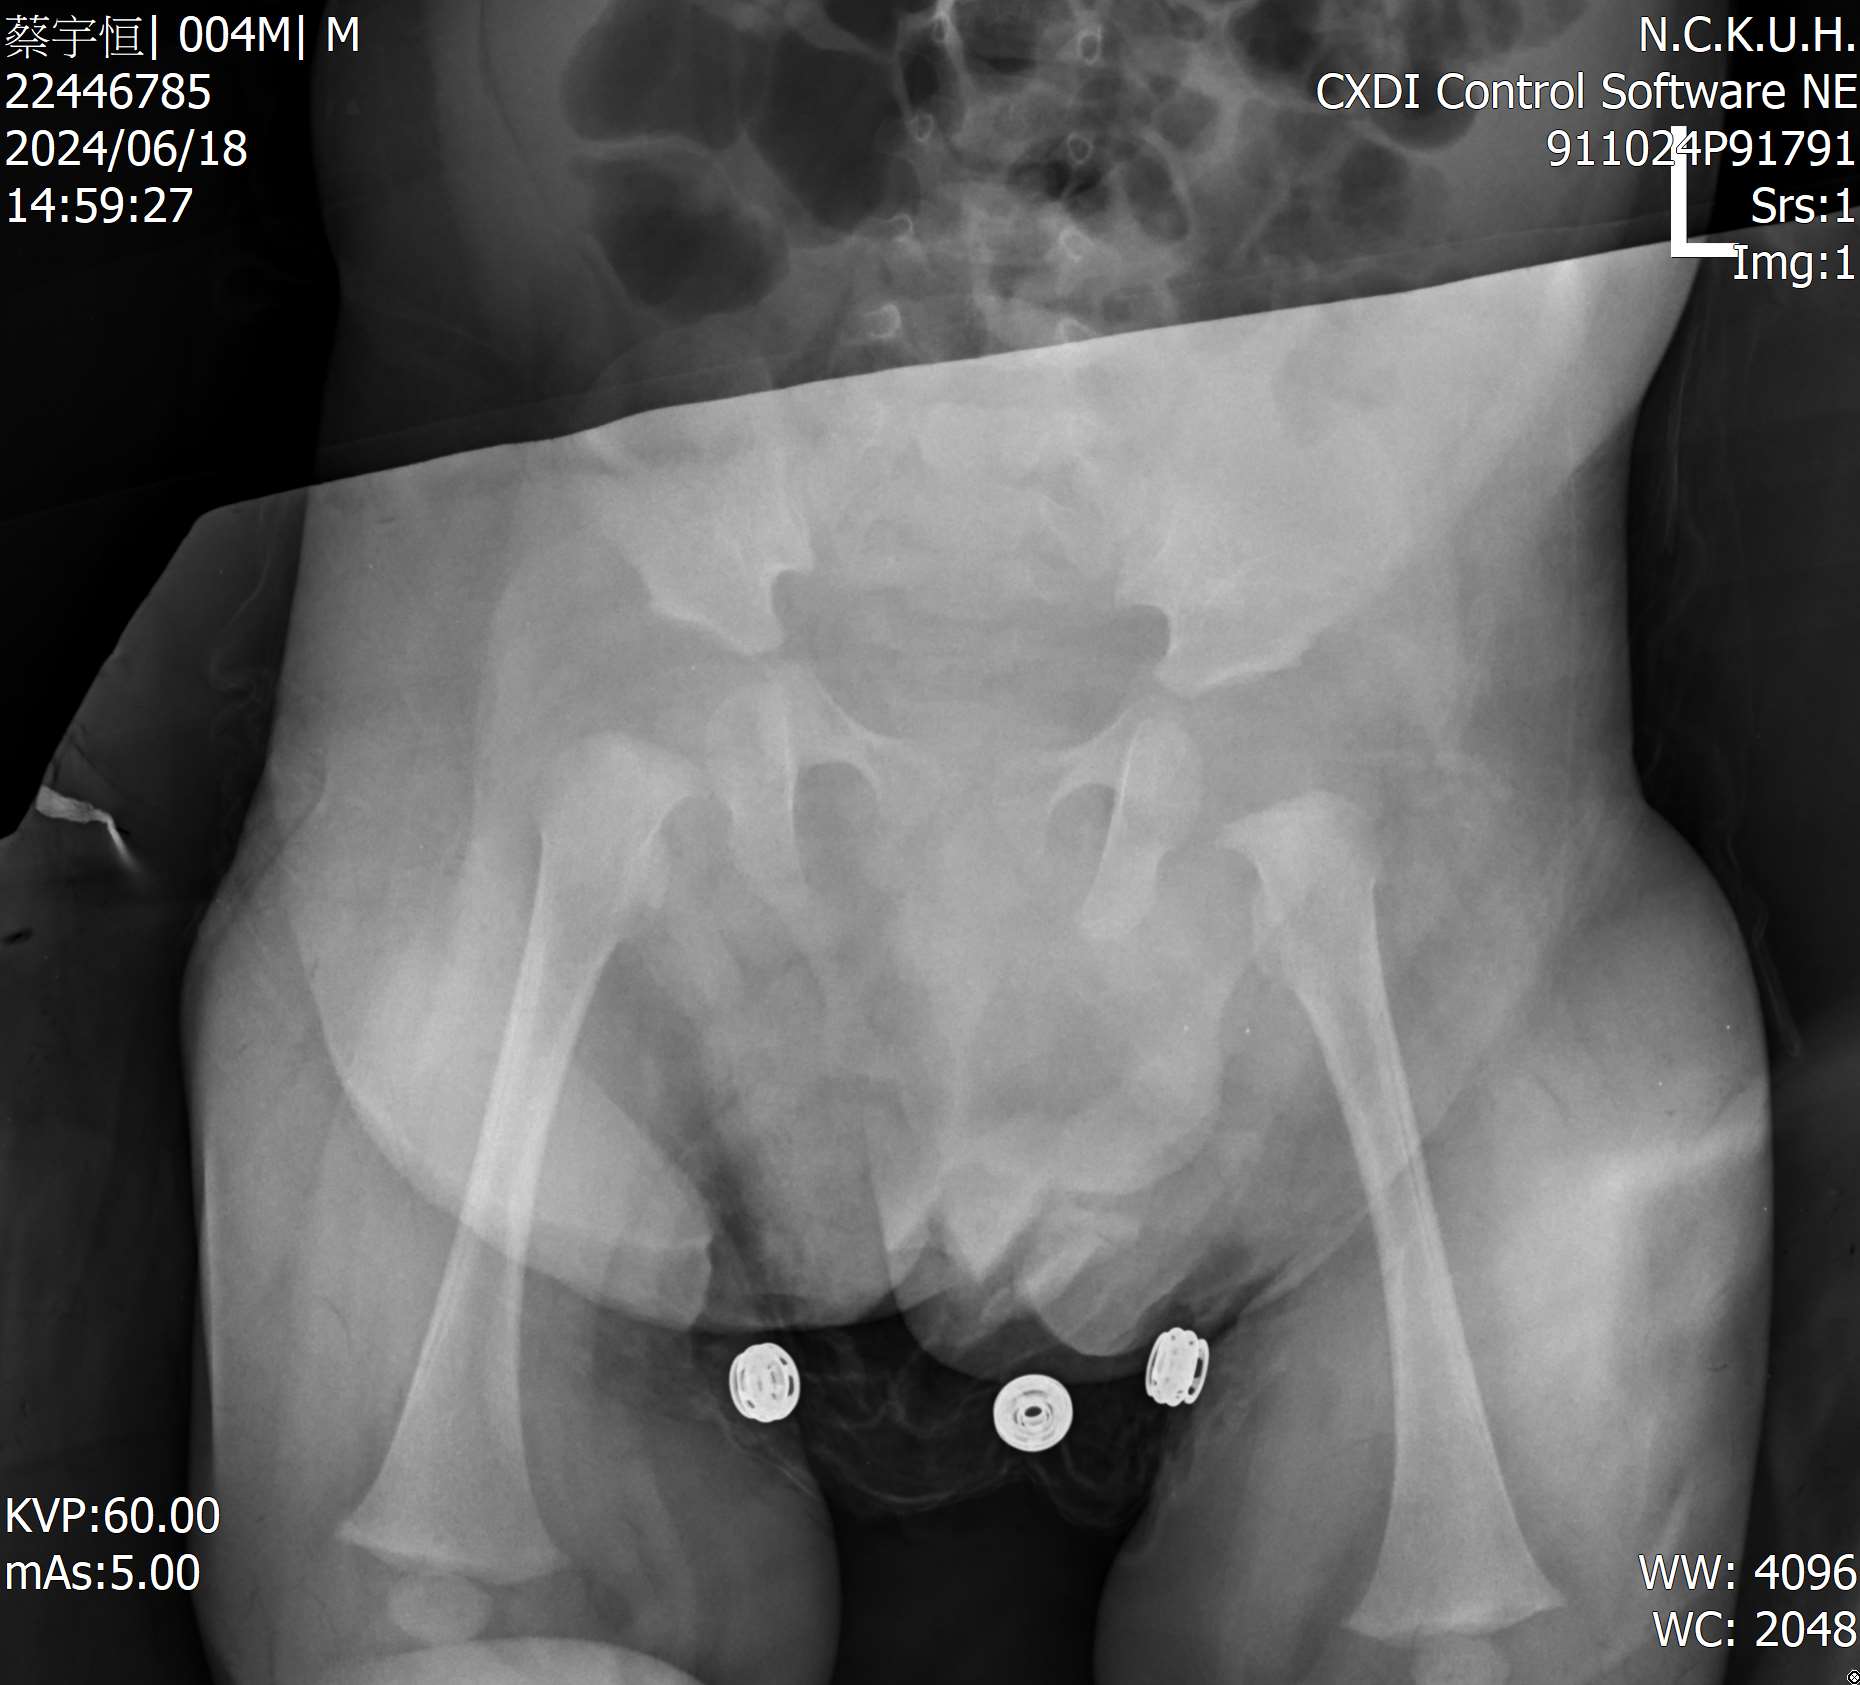 蔡宇恒| 004M| M
22446785
2024/06/18
14:59:27
N.C.K.U.H.
CXDI Control Software NE
911024P91791
Srs:1
Img:1
L
KVP:60.00
mAs:5.00
WW: 4096
WC: 2048